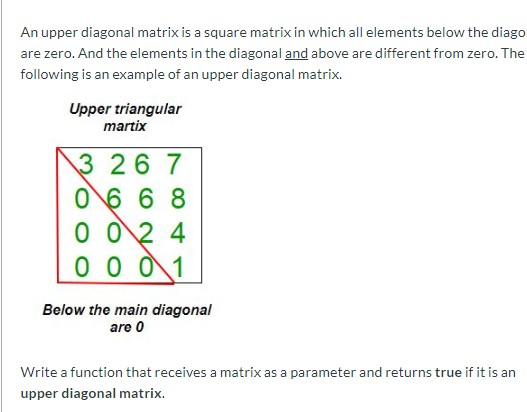 An upper diagonal matrix is a square matrix in which all elements below the diago
are zero. And the elements in the diagonal and above are different from zero. The
following is an example of an upper diagonal matrix.
Upper triangular
martix
3 2 6 7
0 6 6 8
0 0 2 4
0 0 0 1
Below the main diagonal
are 0
Write a function that receives a matrix as a parameter and returns true if it is an
upper diagonal matrix.